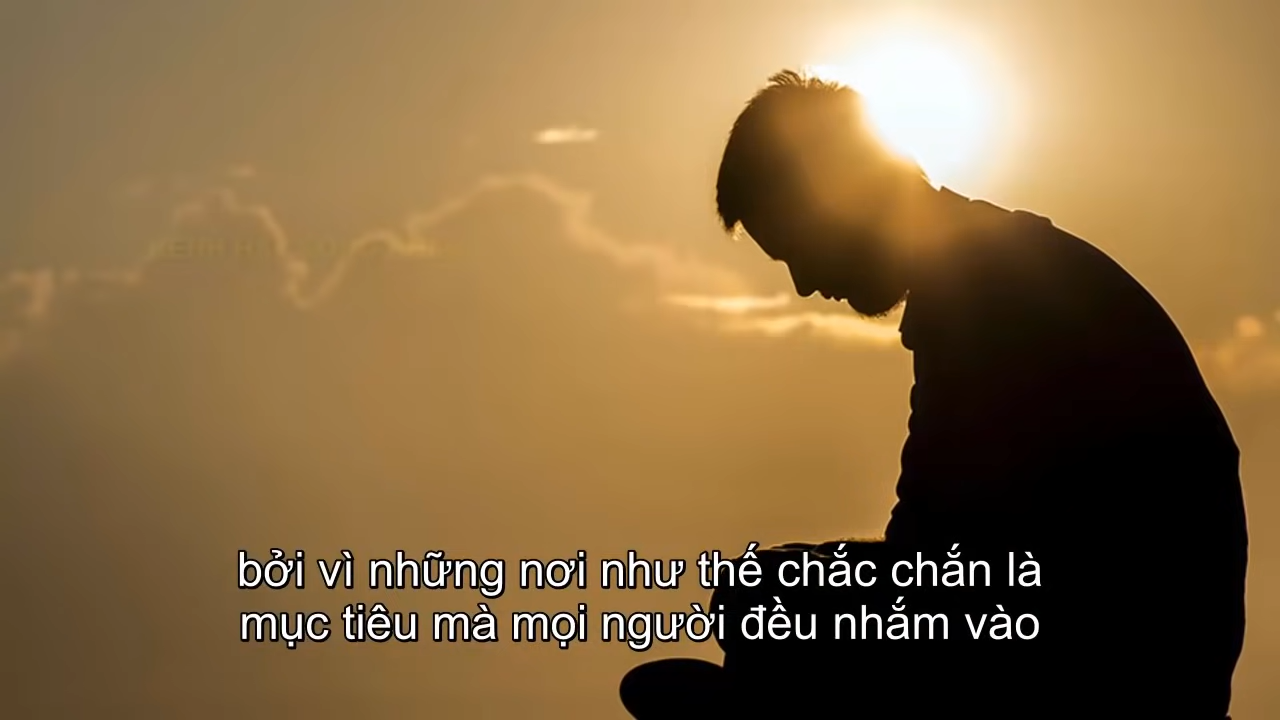 bởi vì những nơi như thế chắc chắn là
mục tiêu mà mọi người đều nhắm vào